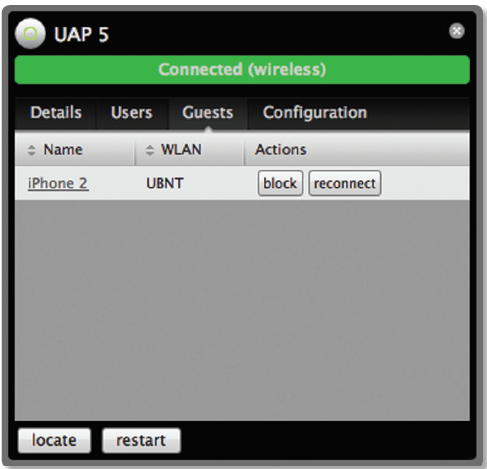 UAP 5
Connected (wireless)
Details Users Guests Configuration
Name WLAN Actions
iPhone 2 UBNT block reconnect
locate restart